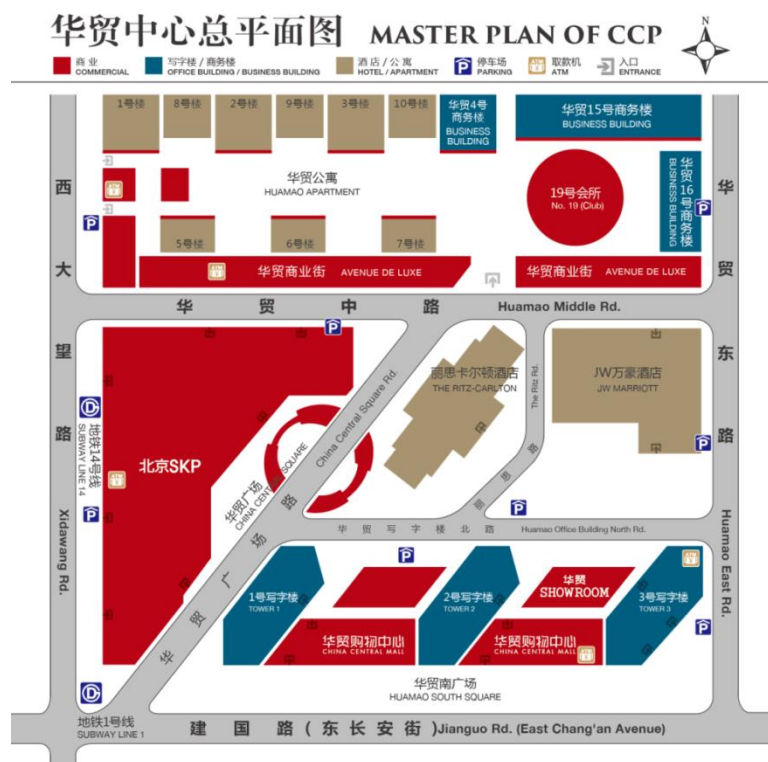 华贸中心总平面图 MASTER PLAN OF CCP
N
商业
COMMERCIAL
写字楼 / 商务楼
OFFICE BUILDING / BUSINESS BUILDING
酒店 / 公寓
HOTEL / APARTMENT
P
停车场
PARKING
ATM
取款机
ATM
入口
ENTRANCE
1号楼
8号楼
2号楼
9号楼
3号楼
10号楼
华贸4号
商务楼
BUSINESS
BUILDING
华贸15号商务楼
BUSINESS BUILDING
华贸公寓
HUAMAO APARTMENT
19号会所
No. 19 (Club)
华贸16号商务楼
BUSINESS BUILDING
ATM
P
P
5号楼
6号楼
7号楼
ATM
华贸商业街 AVENUE DE LUXE
华贸商业街 AVENUE DE LUXE
华贸中路 Huamao Middle Rd.
西大望路
Xidawang Rd.
华贸东路
Huamao East Rd.
P
丽思卡尔顿酒店
THE RITZ-CARLTON
JW万豪酒店
JW MARRIOTT
The Ritz Rd.
丽思路
China Central Square Rd.
华贸广场路
D
地铁14号线
SUBWAY LINE 14
北京SKP
ATM
P
华贸广场
CHINA CENTRAL SQUARE
P
P
华贸写字楼北路 Huamao Office Building North Rd.
P
ATM
1号写字楼
TOWER 1
2号写字楼
TOWER 2
华贸
SHOWROOM
3号写字楼
TOWER 3
P
华贸购物中心
CHINA CENTRAL MALL
华贸购物中心
CHINA CENTRAL MALL
ATM
华贸南广场
HUAMAO SOUTH SQUARE
D
地铁1号线
SUBWAY LINE 1
建国路(东长安街)Jianguo Rd. (East Chang'an Avenue)